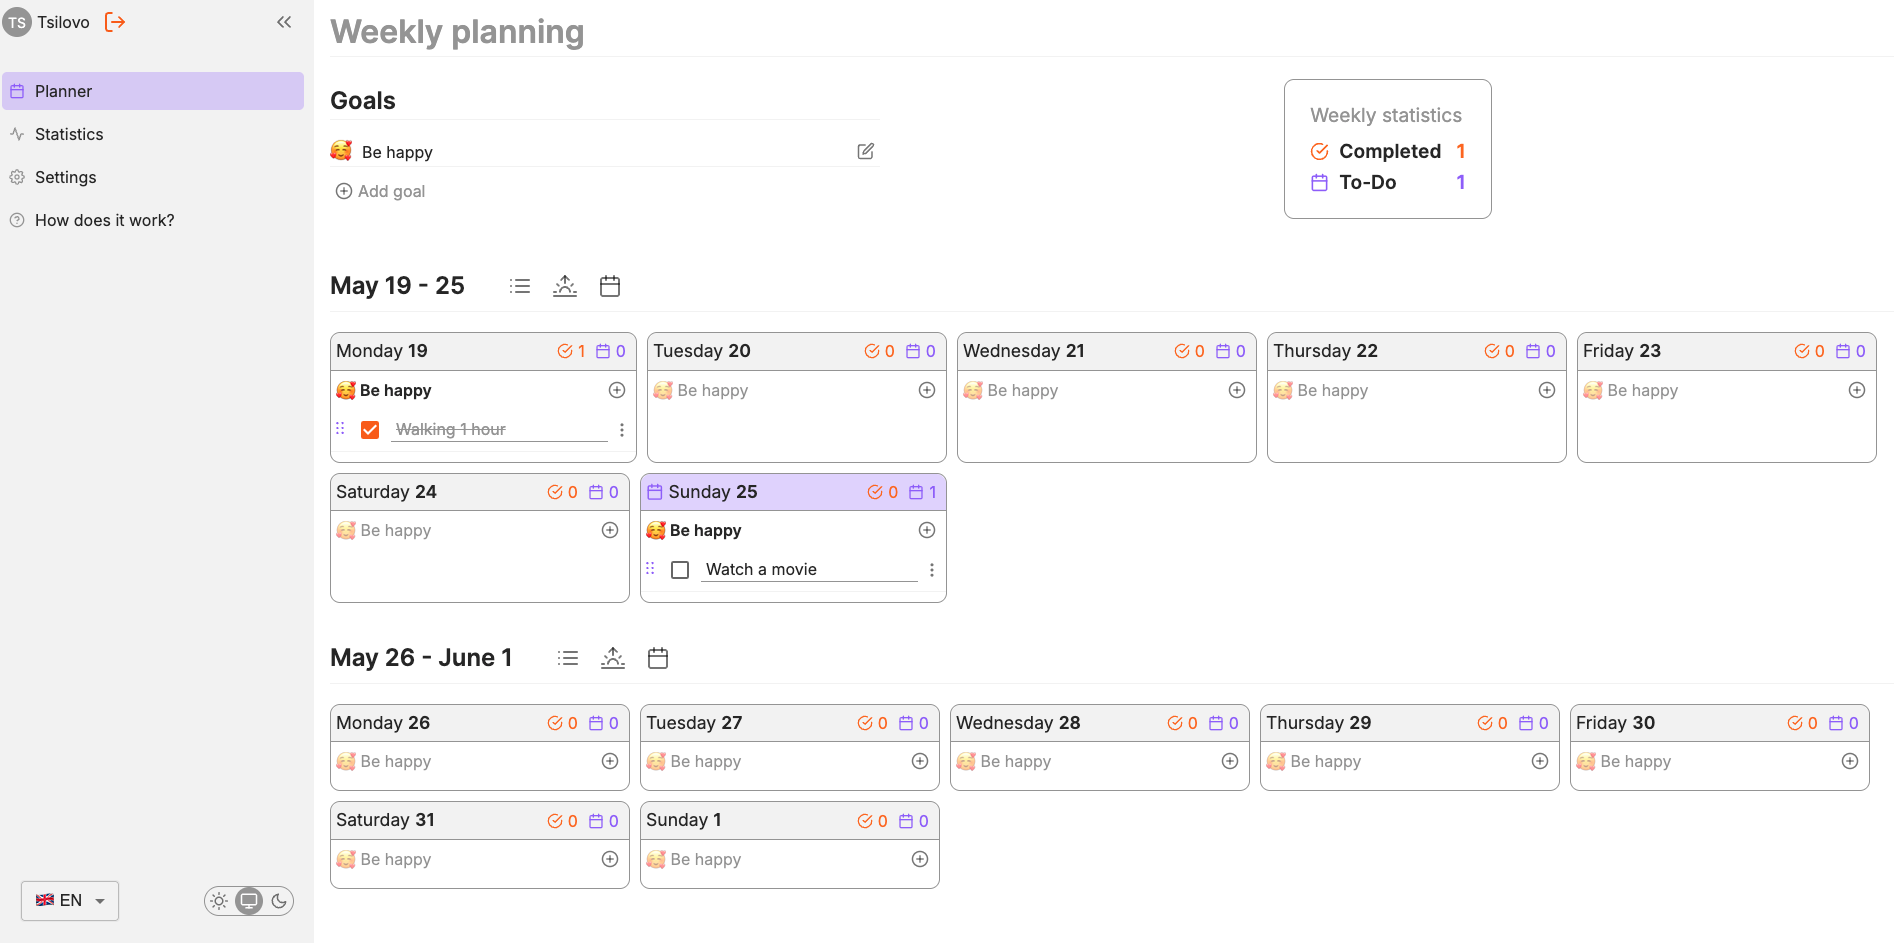 TS Tsilovo
Planner
Statistics
Settings
How does it work?
EN
Weekly planning
Goals
Be happy
Add goal
Weekly statistics
Completed 1
To-Do 1
May 19 - 25
Monday 19 1 0
Be happy
Walking 1 hour
Tuesday 20 0 0
Be happy
Wednesday 21 0 0
Be happy
Thursday 22 0 0
Be happy
Friday 23 0 0
Be happy
Saturday 24 0 0
Be happy
Sunday 25 0 1
Be happy
Watch a movie
May 26 - June 1
Monday 26 0 0
Be happy
Tuesday 27 0 0
Be happy
Wednesday 28 0 0
Be happy
Thursday 29 0 0
Be happy
Friday 30 0 0
Be happy
Saturday 31 0 0
Be happy
Sunday 1 0 0
Be happy